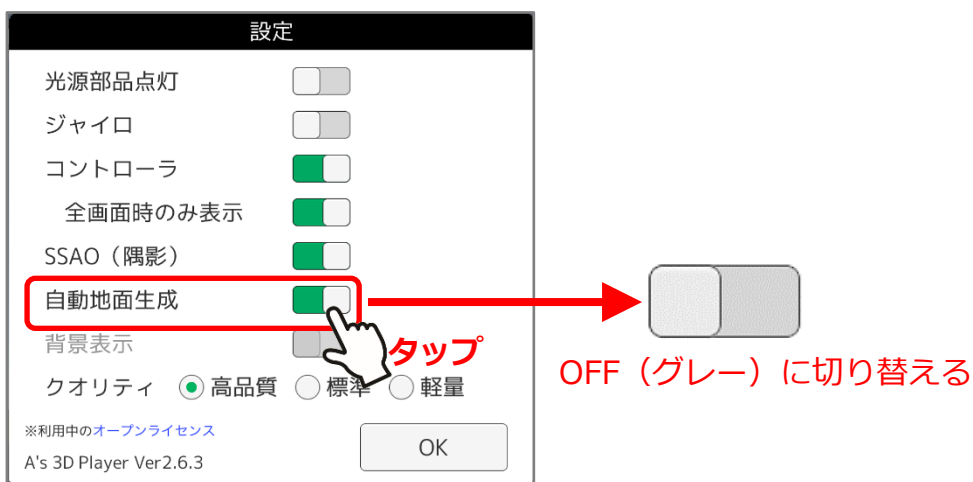 設定
光源部品点灯
ジャイロ
コントローラ
全画面時のみ表示
SSAO（隅影）
自動地面生成
背景表示
タップ
OFF（グレー）に切り替える
クオリティ 高品質 標準 軽量
※利用中のオープンライセンス
A's 3D Player Ver2.6.3
OK